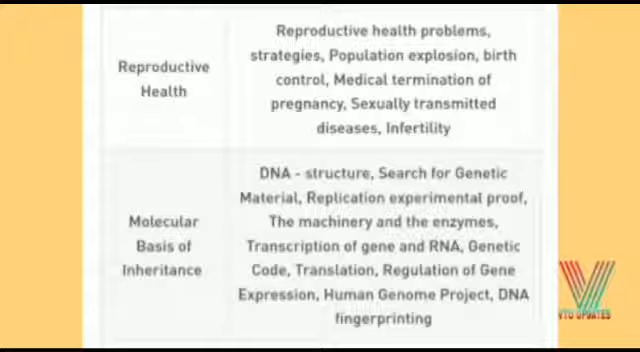 Reproductive
Health
Reproductive health problems,
strategies, Population explosion, birth
control, Medical termination of
pregnancy, Sexually transmitted
diseases, Infertility
Molecular
Basis of
Inheritance
DNA - structure, Search for Genetic
Material, Replication experimental proof,
The machinery and the enzymes,
Transcription of gene and RNA, Genetic
Code, Translation, Regulation of Gene
Expression, Human Genome Project, DNA
fingerprinting
VTU UPDATES